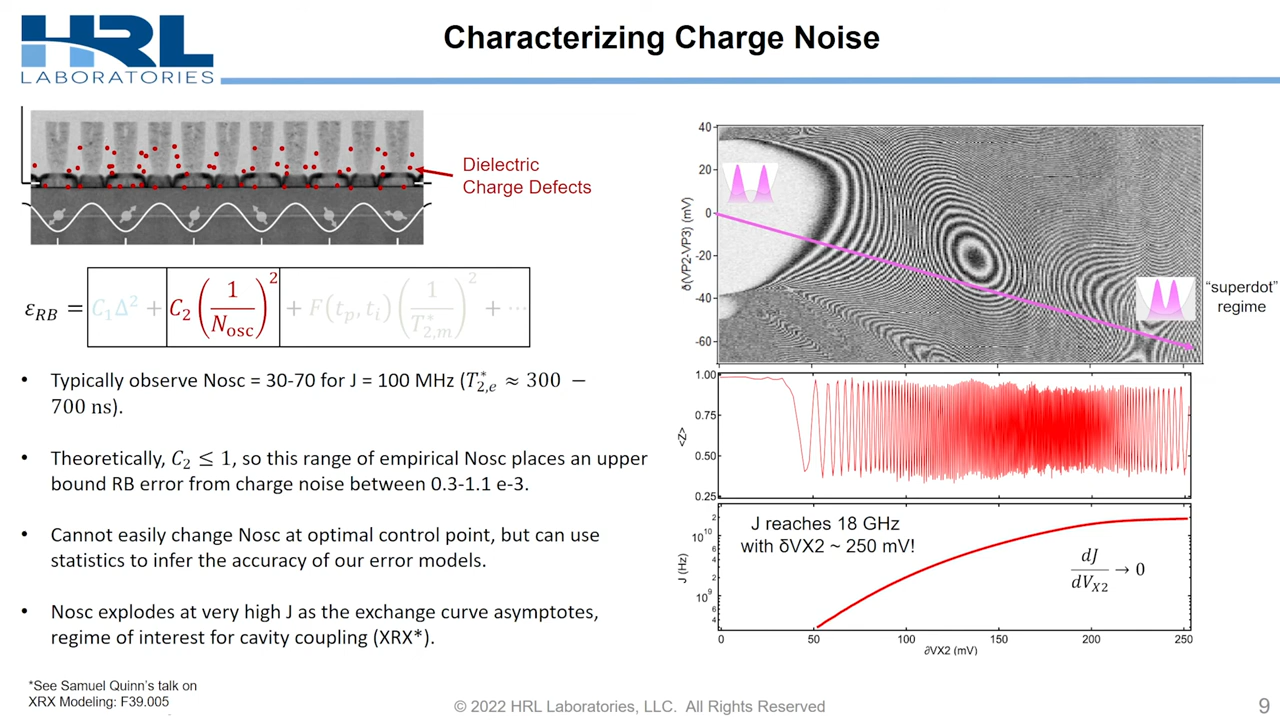 HRL
LABORATORIES
Characterizing Charge Noise
Dielectric
Charge Defects
ε_RB = C₁Δ² + C₂ (1/N_osc)² + F(t_p, t_i) (1/T*₂,m)² + ⋯
• Typically observe Nosc = 30-70 for J = 100 MHz (T*₂,e ≈ 300 −
700 ns).
• Theoretically, C₂ ≤ 1, so this range of empirical Nosc places an upper
bound RB error from charge noise between 0.3-1.1 e-3.
• Cannot easily change Nosc at optimal control point, but can use
statistics to infer the accuracy of our error models.
• Nosc explodes at very high J as the exchange curve asymptotes,
regime of interest for cavity coupling (XRX*).
*See Samuel Quinn's talk on
XRX Modeling: F39.005
δ(VP2-VP3) (mV)
40
20
0
-20
-40
-60
“superdot”
regime
<Z>
1.00
0.75
0.50
0.25
J (Hz)
2
10¹⁰
6
4
2
10⁹
6
4
J reaches 18 GHz
with δVX2 ~ 250 mV!
dJ/dV_X2 → 0
0 50 100 150 200 250
∂VX2 (mV)
© 2022 HRL Laboratories, LLC. All Rights Reserved
9